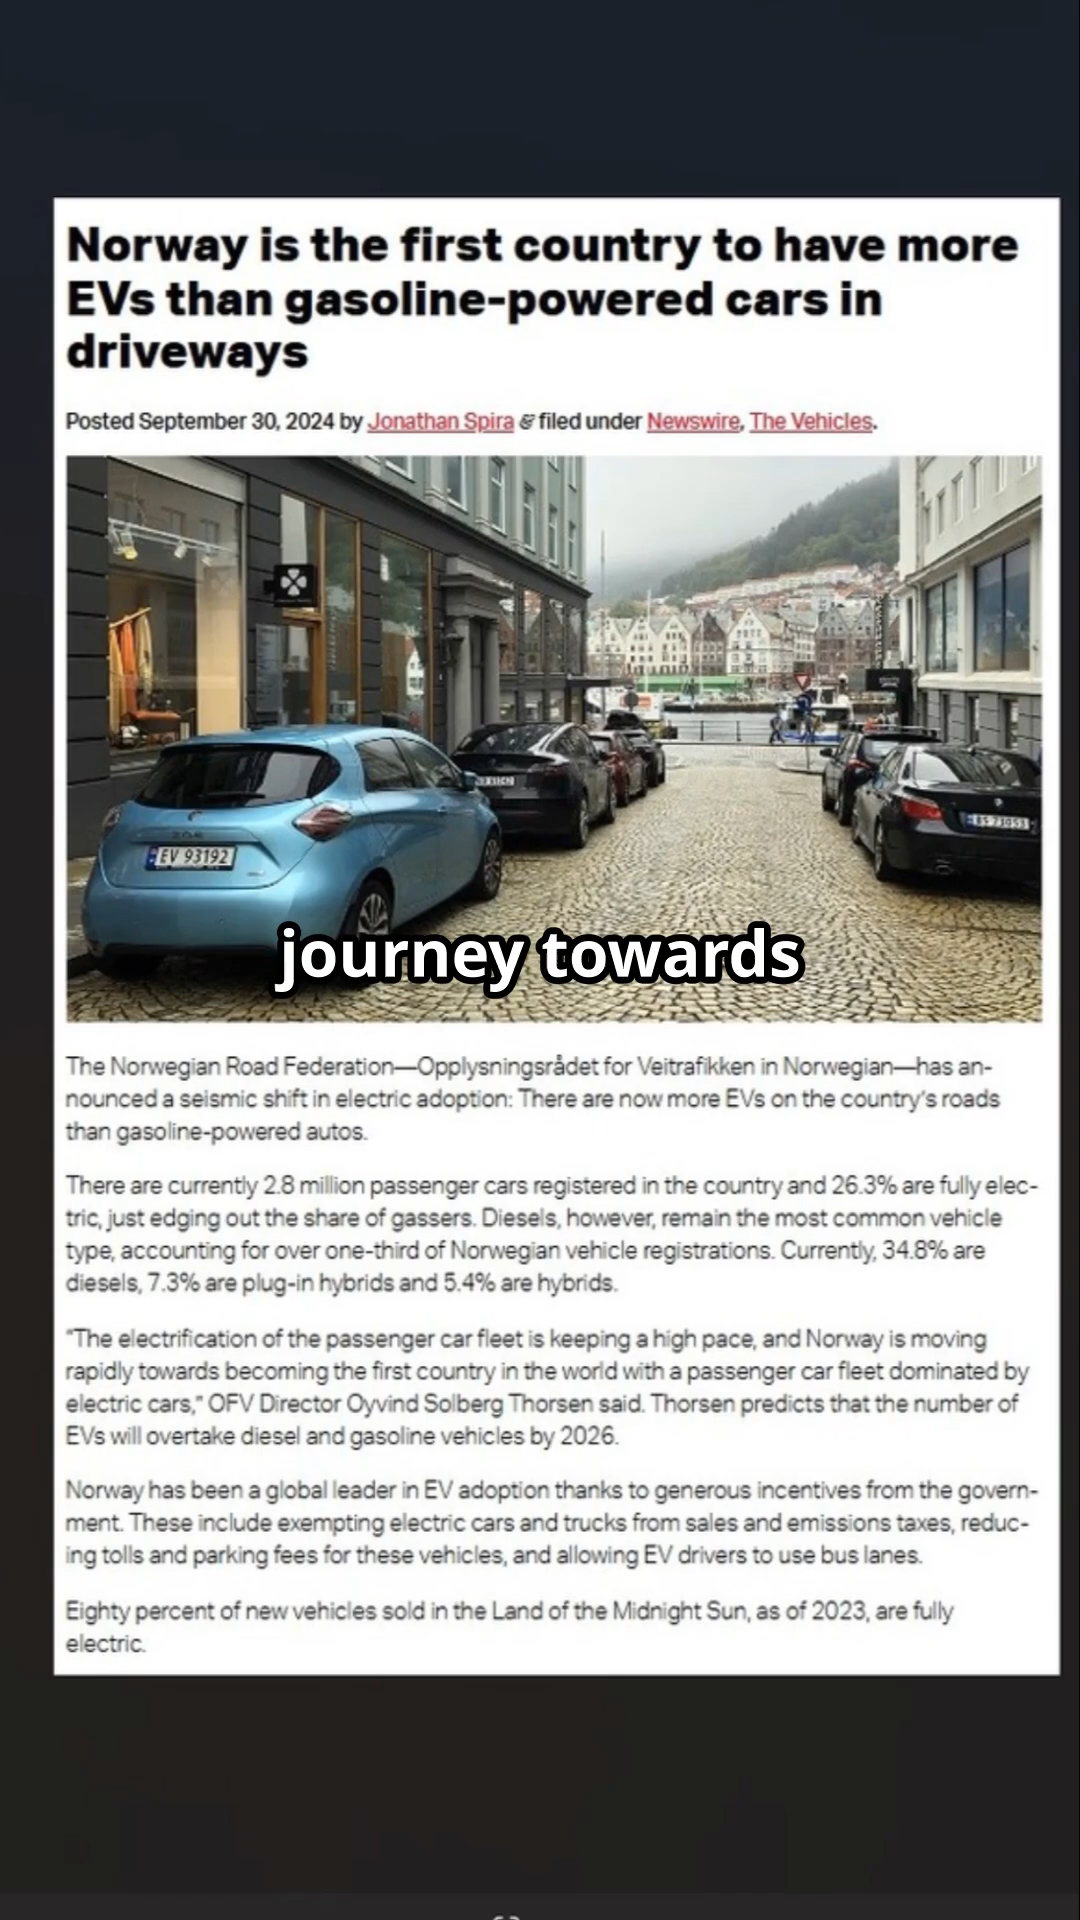 Norway is the first country to have more
EVs than gasoline-powered cars in
driveways
Posted September 30, 2024 by Jonathan Spira & filed under Newswire, The Vehicles.
EV 93192
journey towards
The Norwegian Road Federation—Opplysningsrådet for Veitrafikken in Norwegian—has an-
nounced a seismic shift in electric adoption: There are now more EVs on the country's roads
than gasoline-powered autos.
There are currently 2.8 million passenger cars registered in the country and 26.3% are fully elec-
tric, just edging out the share of gassers. Diesels, however, remain the most common vehicle
type, accounting for over one-third of Norwegian vehicle registrations. Currently, 34.8% are
diesels, 7.3% are plug-in hybrids and 5.4% are hybrids.
"The electrification of the passenger car fleet is keeping a high pace, and Norway is moving
rapidly towards becoming the first country in the world with a passenger car fleet dominated by
electric cars," OFV Director Oyvind Solberg Thorsen said. Thorsen predicts that the number of
EVs will overtake diesel and gasoline vehicles by 2026.
Norway has been a global leader in EV adoption thanks to generous incentives from the govern-
ment. These include exempting electric cars and trucks from sales and emissions taxes, reduc-
ing tolls and parking fees for these vehicles, and allowing EV drivers to use bus lanes.
Eighty percent of new vehicles sold in the Land of the Midnight Sun, as of 2023, are fully
electric.